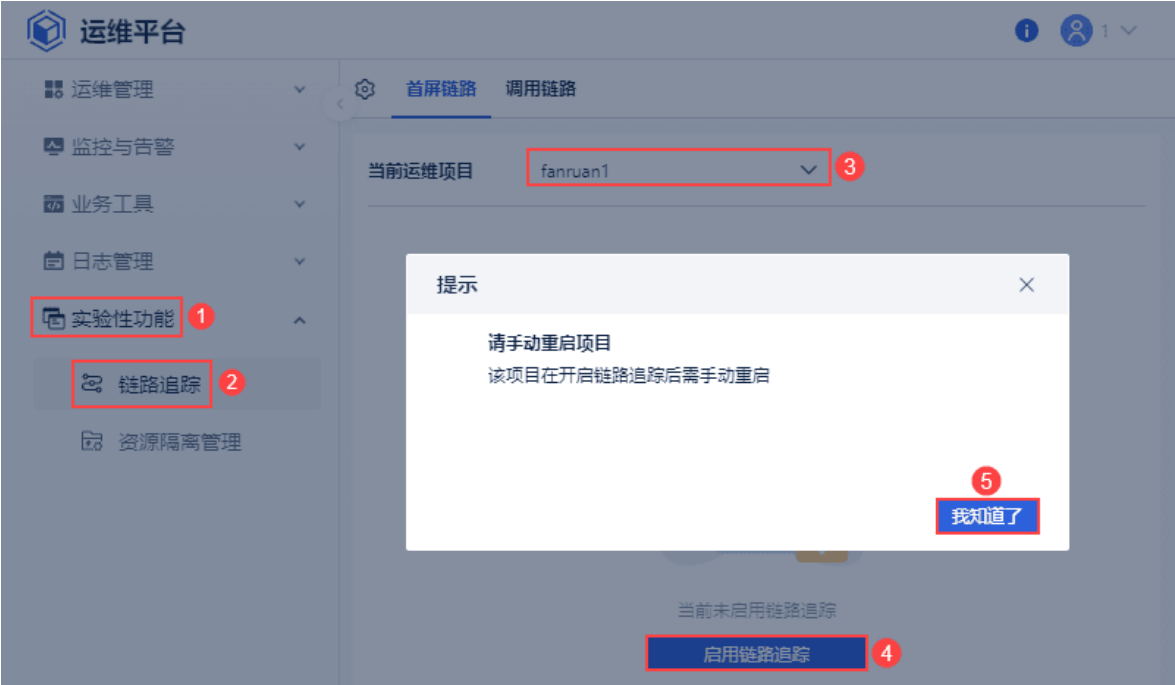 运维平台
1
运维管理
首屏链路 调用链路
监控与告警
当前运维项目 fanruan1 3
业务工具
日志管理
提示
实验性功能 1
请手动重启项目
该项目在开启链路追踪后需手动重启
链路追踪 2
资源隔离管理
5
我知道了
当前未启用链路追踪
启用链路追踪 4